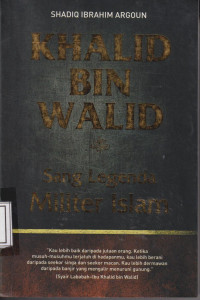 SHADIQ IBRAHIM ARGOUN
KHALID
BIN
WALID
Sang Legenda
Militer Islam
"Kau lebih baik daripada jutaan orang. Ketika
musuh-musuhmu terjatuh di hadapanmu, kau lebih berani
daripada seekor singa dan seekor macan. Kau lebih dermawan
daripada banjir yang mengalir menuruni gunung."
(Syair Lababah-ibu Khalid bin Walid)